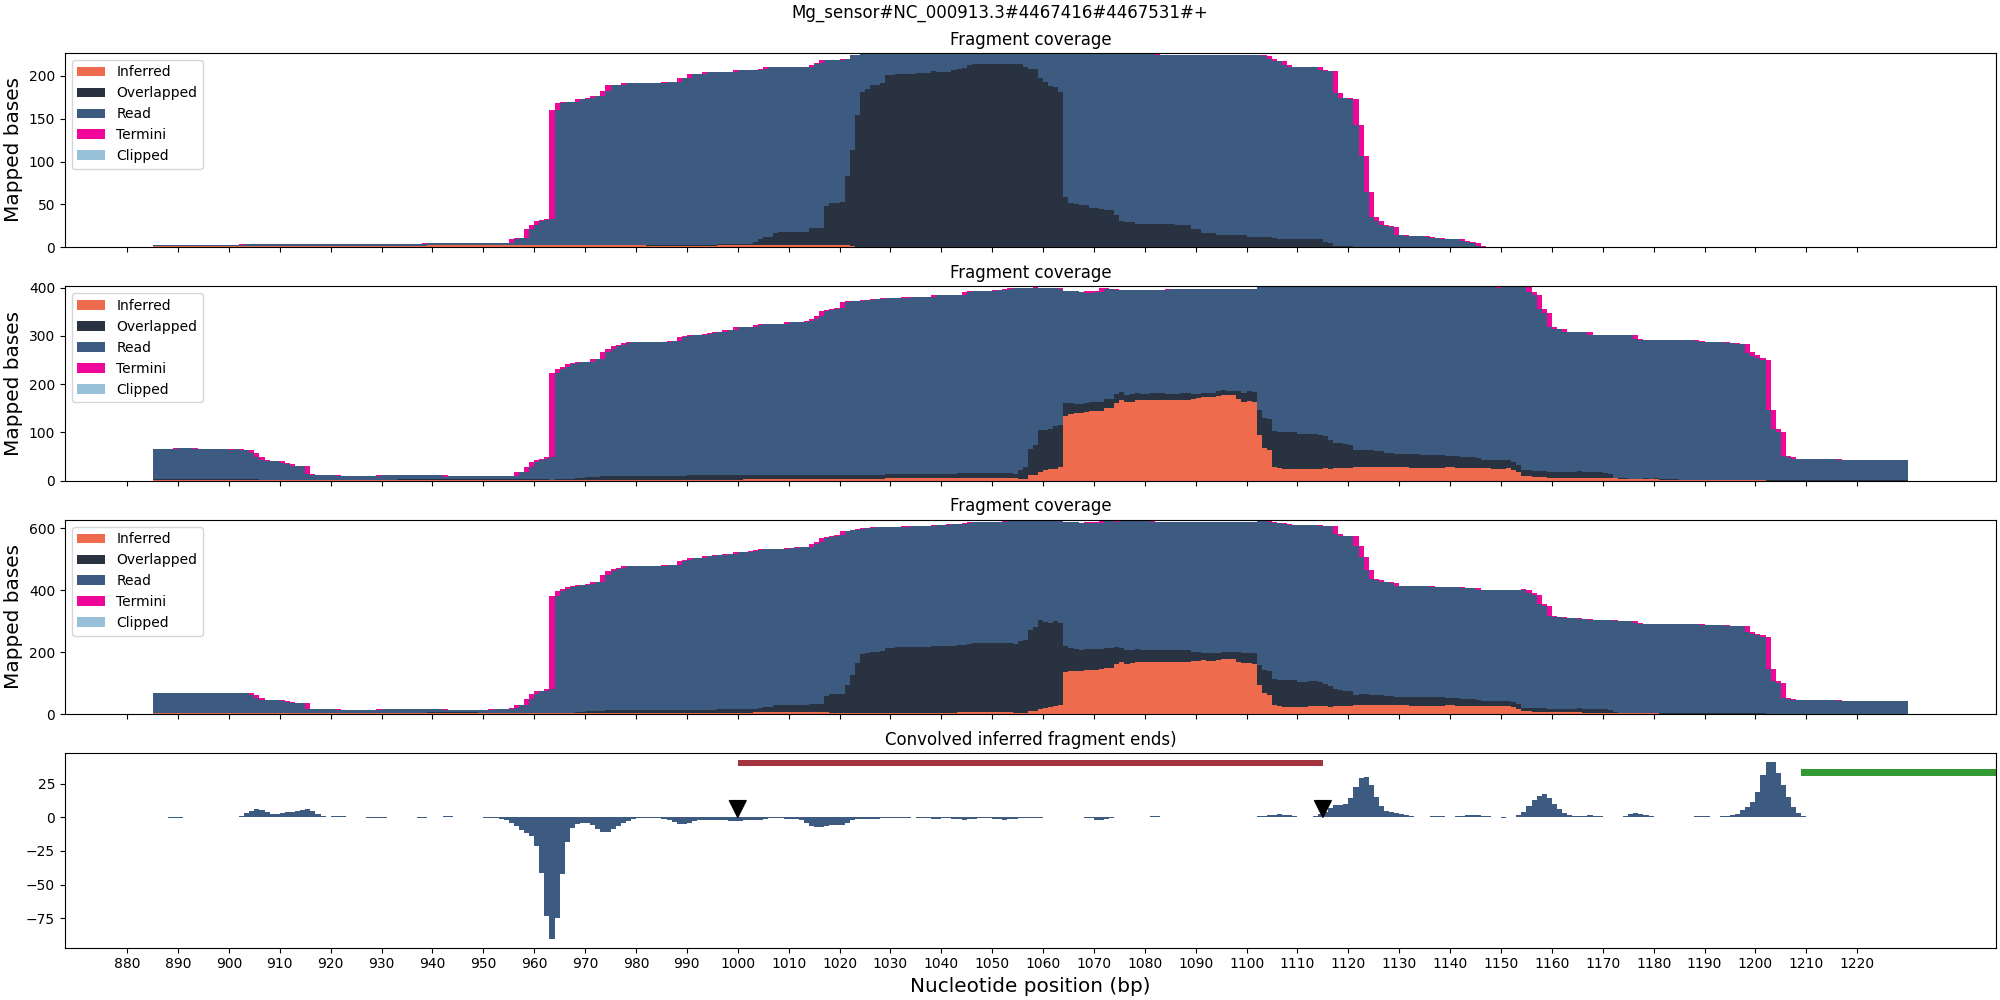 Mg_sensor#NC_000913.3#4467416#4467531#+
Fragment coverage
Mapped bases
200
150
100
50
0
Inferred
Overlapped
Read
Termini
Clipped
Fragment coverage
Mapped bases
400
300
200
100
0
Inferred
Overlapped
Read
Termini
Clipped
Fragment coverage
Mapped bases
600
400
200
0
Inferred
Overlapped
Read
Termini
Clipped
Convolved inferred fragment ends)
25
0
−25
−50
−75
880 890 900 910 920 930 940 950 960 970 980 990 1000 1010 1020 1030 1040 1050 1060 1070 1080 1090 1100 1110 1120 1130 1140 1150 1160 1170 1180 1190 1200 1210 1220
Nucleotide position (bp)